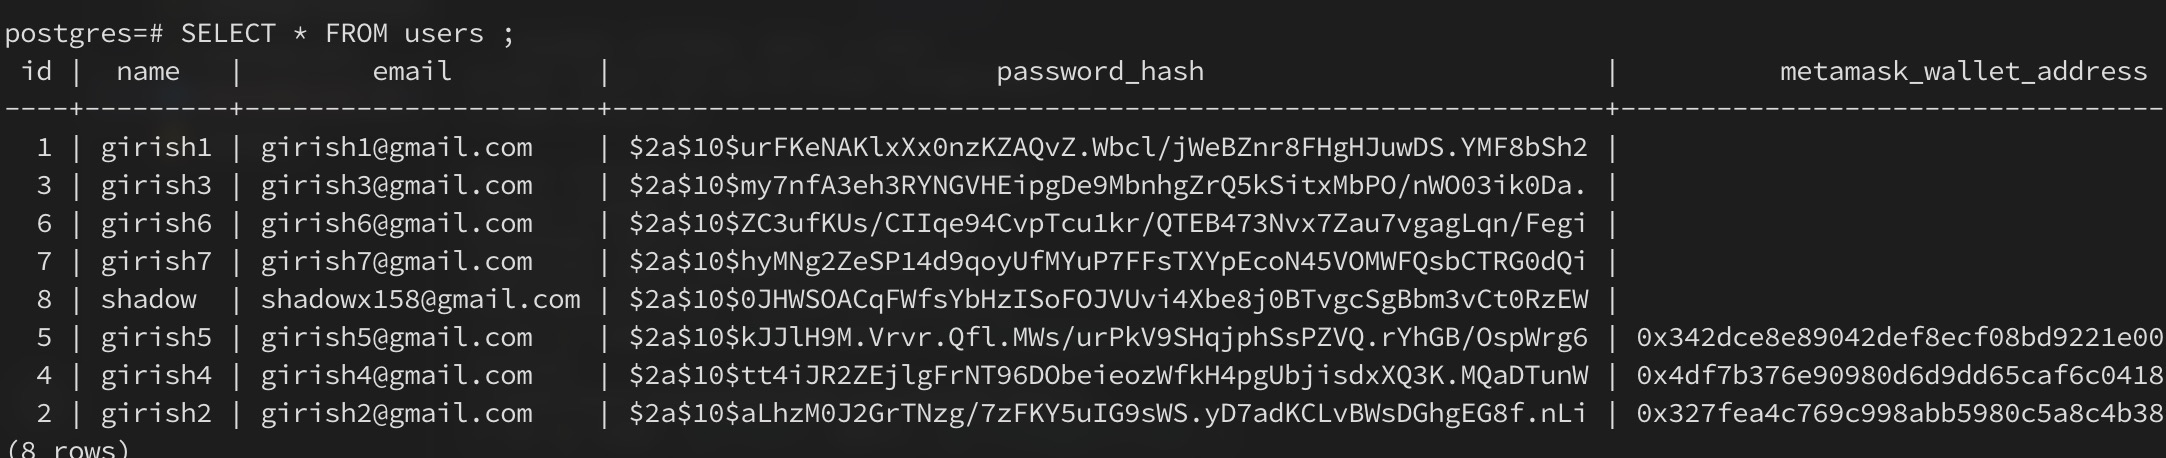 postgres=# SELECT * FROM users ;
 id |  name   |        email         |                        password_hash                         |          metamask_wallet_address
----+---------+----------------------+--------------------------------------------------------------+----------------------------------
  1 | girish1 | girish1@gmail.com    | $2a$10$urFKeNAKlxXx0nzKZAQvZ.Wbcl/jWeBZnr8FHgHJuwDS.YMF8bSh2 |
  3 | girish3 | girish3@gmail.com    | $2a$10$my7nfA3eh3RYNGVHEipgDe9MbnhgZrQ5kSitxMbPO/nWO03ik0Da. |
  6 | girish6 | girish6@gmail.com    | $2a$10$ZC3ufKUs/CIIqe94CvpTcu1kr/QTEB473Nvx7Zau7vgagLqn/Fegi |
  7 | girish7 | girish7@gmail.com    | $2a$10$hyMNg2ZeSP14d9qoyUfMYuP7FFsTXYpEcoN45VOMWFQsbCTRG0dQi |
  8 | shadow  | shadowx158@gmail.com | $2a$10$0JHWSOACqFWfsYbHzISoFOJVUvi4Xbe8j0BTvgcSgBbm3vCt0RzEW |
  5 | girish5 | girish5@gmail.com    | $2a$10$kJJlH9M.Vrvr.Qfl.MWs/urPkV9SHqjphSsPZVQ.rYhGB/OspWrg6 | 0x342dce8e89042def8ecf08bd9221e00
  4 | girish4 | girish4@gmail.com    | $2a$10$tt4iJR2ZEjlgFrNT96DObeieozWfkH4pgUbjisdxXQ3K.MQaDTunW | 0x4df7b376e90980d6d9dd65caf6c0418
  2 | girish2 | girish2@gmail.com    | $2a$10$aLhzM0J2GrTNzg/7zFKY5uIG9sWS.yD7adKCLvBWsDGhgEG8f.nLi | 0x327fea4c769c998abb5980c5a8c4b38
(8 rows)